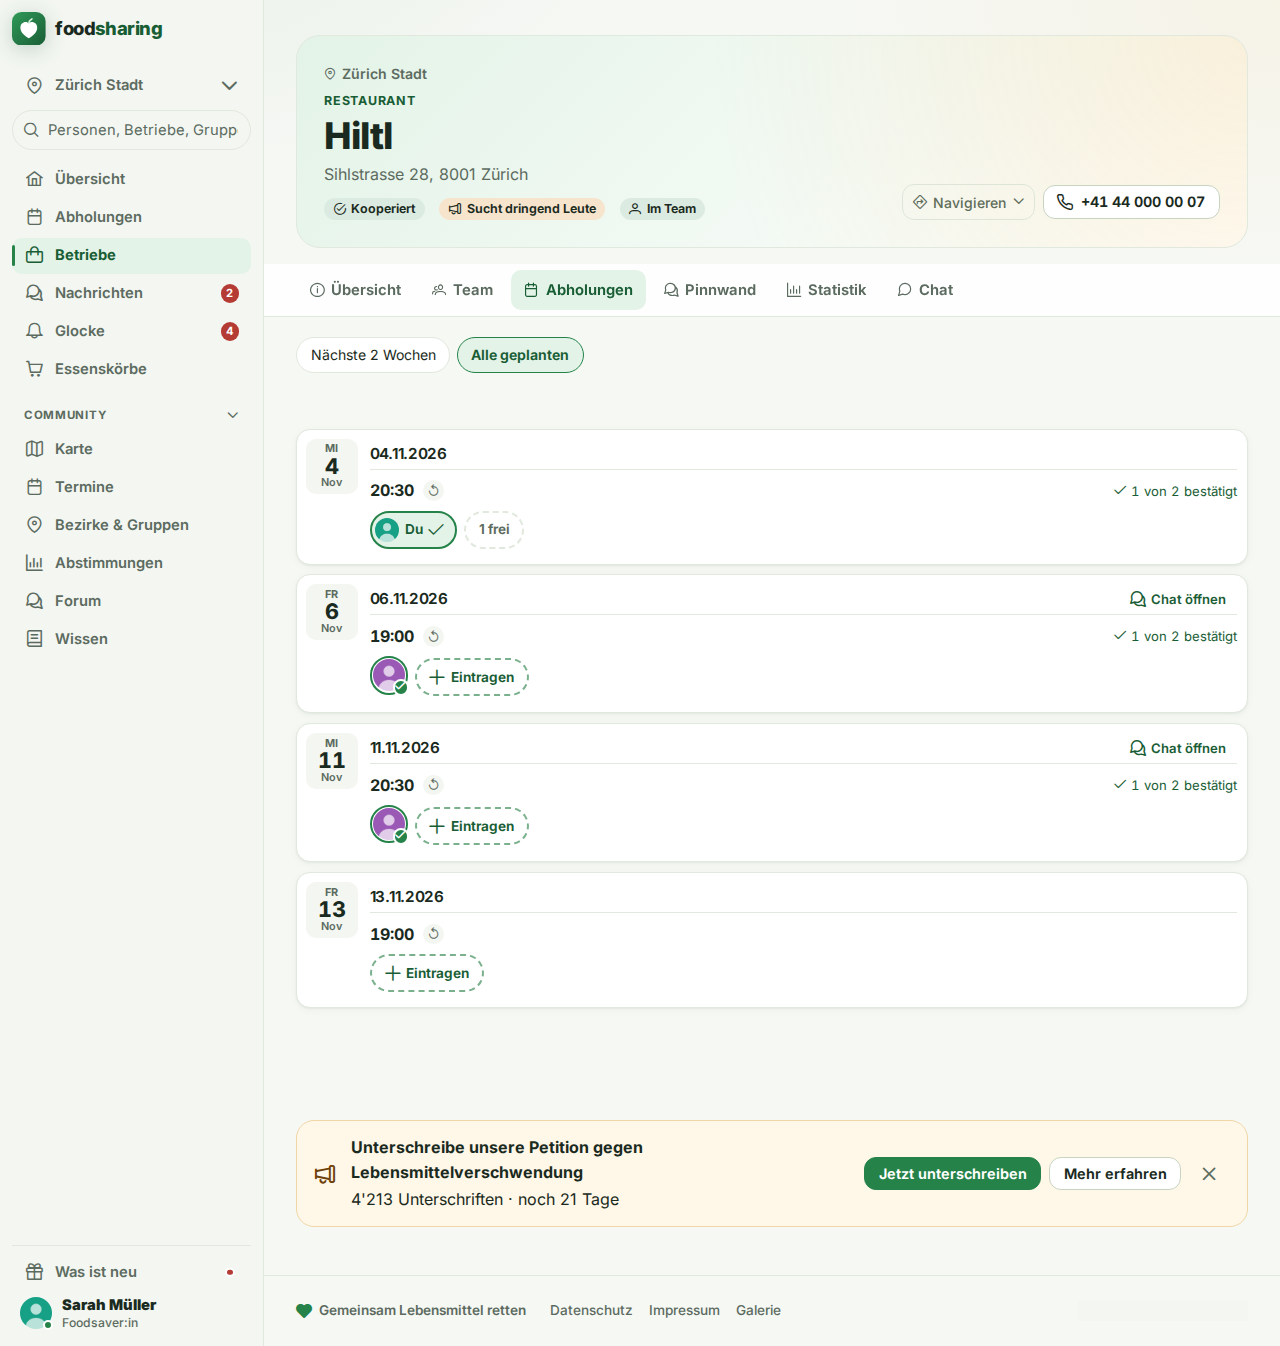 foodsharing
Zürich Stadt
Personen, Betriebe, Grupp
Übersicht
Abholungen
Betriebe
Nachrichten 2
Glocke 4
Essenskörbe
COMMUNITY
Karte
Termine
Bezirke & Gruppen
Abstimmungen
Forum
Wissen
Was ist neu
Sarah Müller
Foodsaver:in
Zürich Stadt
RESTAURANT
Hiltl
Sihlstrasse 28, 8001 Zürich
Kooperiert Sucht dringend Leute Im Team
Navigieren +41 44 000 00 07
Übersicht Team Abholungen Pinnwand Statistik Chat
Nächste 2 Wochen Alle geplanten
MI
4
Nov
04.11.2026
20:30 1 von 2 bestätigt
Du 1 frei
FR
6
Nov
06.11.2026 Chat öffnen
19:00 1 von 2 bestätigt
Eintragen
MI
11
Nov
11.11.2026 Chat öffnen
20:30 1 von 2 bestätigt
Eintragen
FR
13
Nov
13.11.2026
19:00
Eintragen
Unterschreibe unsere Petition gegen
Lebensmittelverschwendung
4'213 Unterschriften · noch 21 Tage
Jetzt unterschreiben Mehr erfahren
Gemeinsam Lebensmittel retten Datenschutz Impressum Galerie